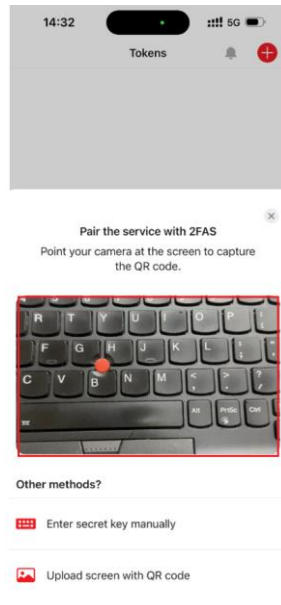 14:32
5G
Tokens
Pair the service with 2FAS
Point your camera at the screen to capture
the QR code.
R T Y U I O P
F G H J K L : ;
C V B N M < , > . ? /
Alt PrtSc Ctrl
Other methods?
Enter secret key manually
Upload screen with QR code